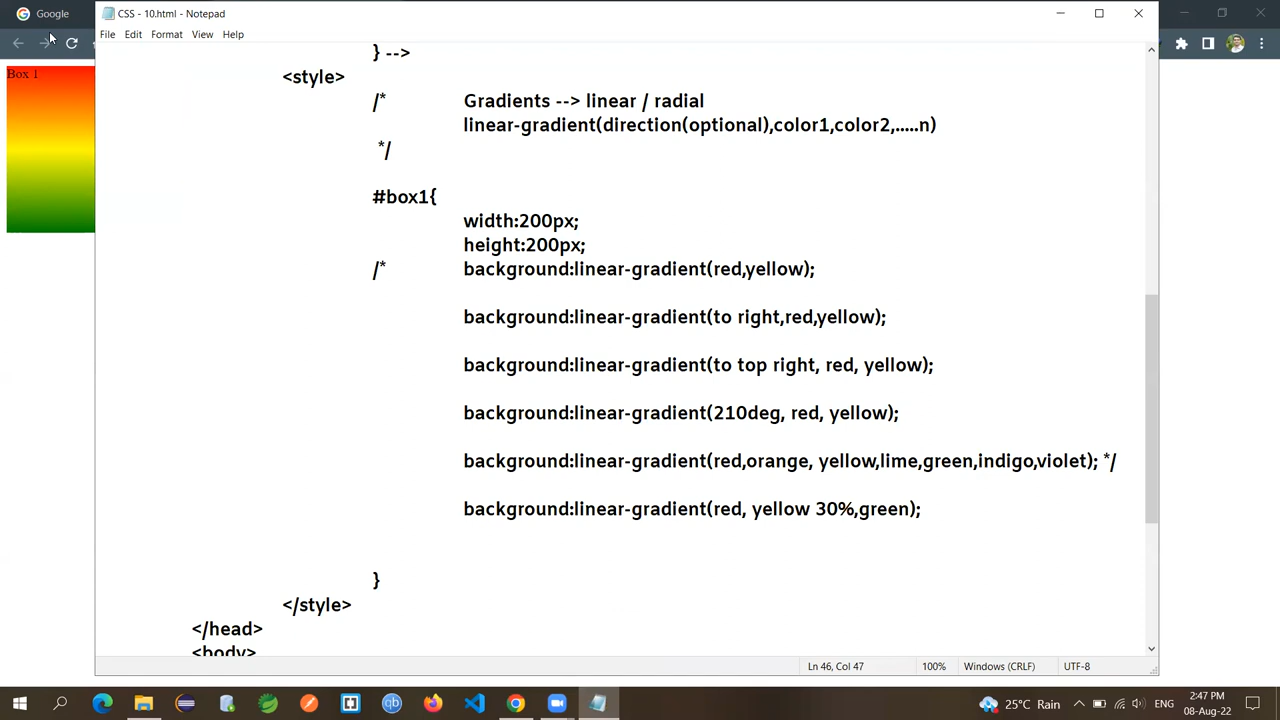 Google
CSS - 10.html - Notepad
File Edit Format View Help
Box 1
} -->
<style>
/* Gradients --> linear / radial
linear-gradient(direction(optional),color1,color2,.....n)
*/
#box1{
width:200px;
height:200px;
/* background:linear-gradient(red,yellow);
background:linear-gradient(to right,red,yellow);
background:linear-gradient(to top right, red, yellow);
background:linear-gradient(210deg, red, yellow);
background:linear-gradient(red,orange, yellow,lime,green,indigo,violet); */
background:linear-gradient(red, yellow 30%,green);
}
</style>
</head>
<body>
Ln 46, Col 47 100% Windows (CRLF) UTF-8
qb
25°C Rain
2:47 PM
08-Aug-22